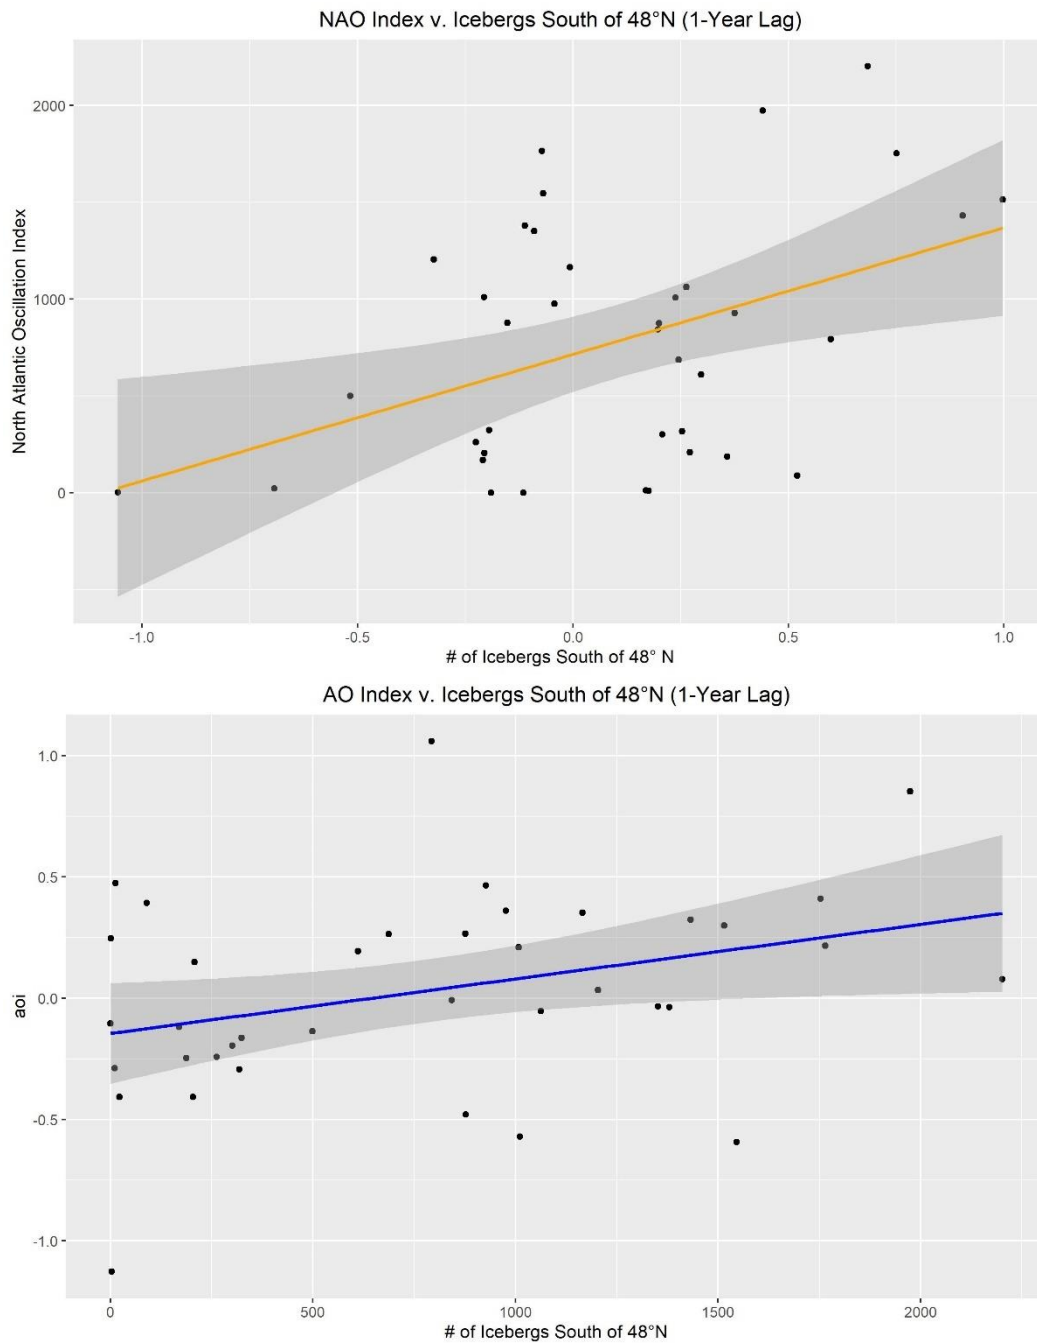 NAO Index v. Icebergs South of 48°N (1-Year Lag)
North Atlantic Oscillation Index
2000
1000
0
-1.0 -0.5 0.0 0.5 1.0
# of Icebergs South of 48° N
AO Index v. Icebergs South of 48°N (1-Year Lag)
aoi
1.0
0.5
0.0
-0.5
-1.0
0 500 1000 1500 2000
# of Icebergs South of 48°N